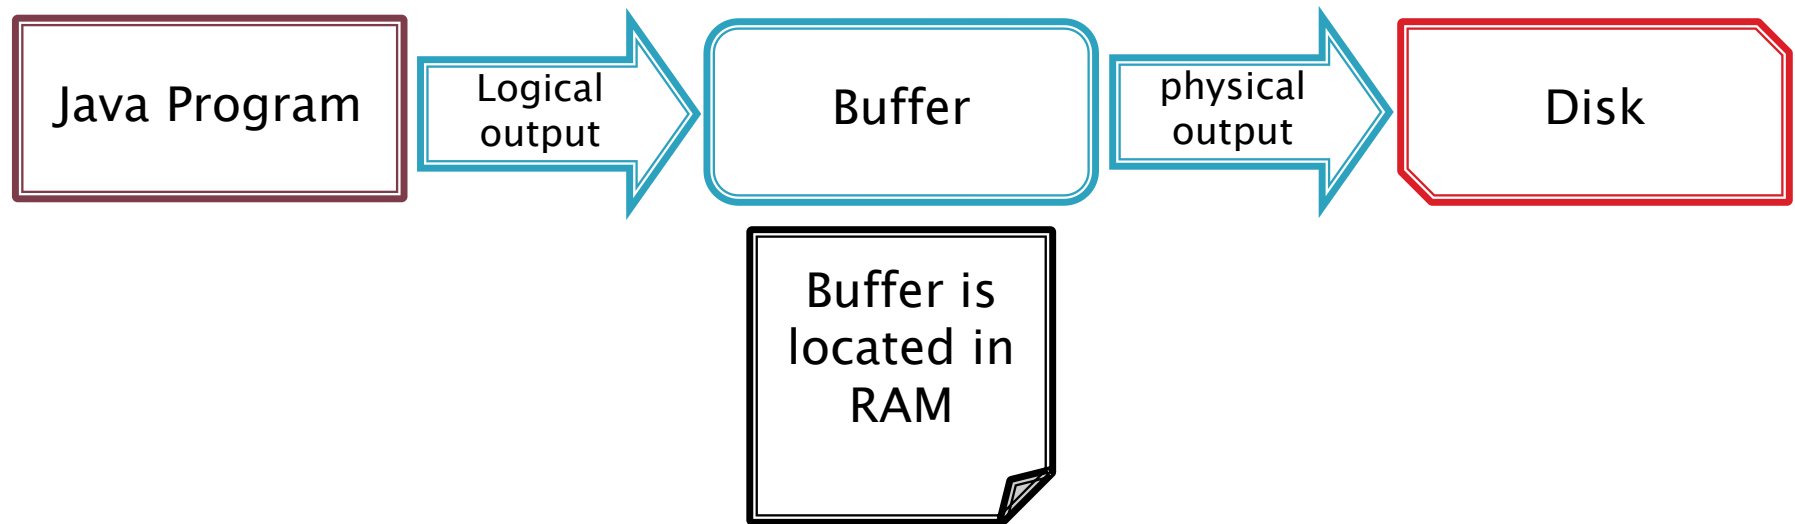 Java Program
Logical
output
Buffer
physical
output
Disk
Buffer is
located in
RAM